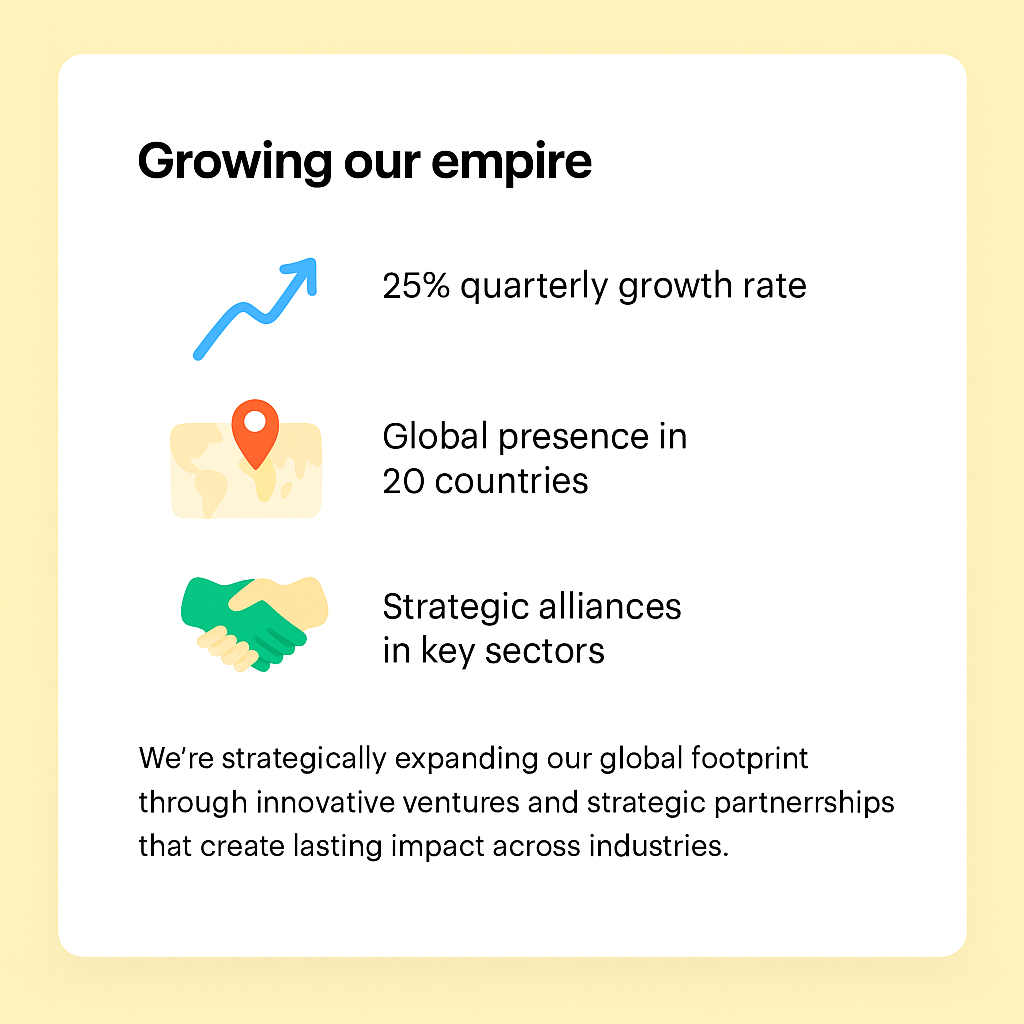 Growing our empire
25% quarterly growth rate
Global presence in
20 countries
Strategic alliances
in key sectors
We're strategically expanding our global footprint
through innovative ventures and strategic partnerrships
that create lasting impact across industries.